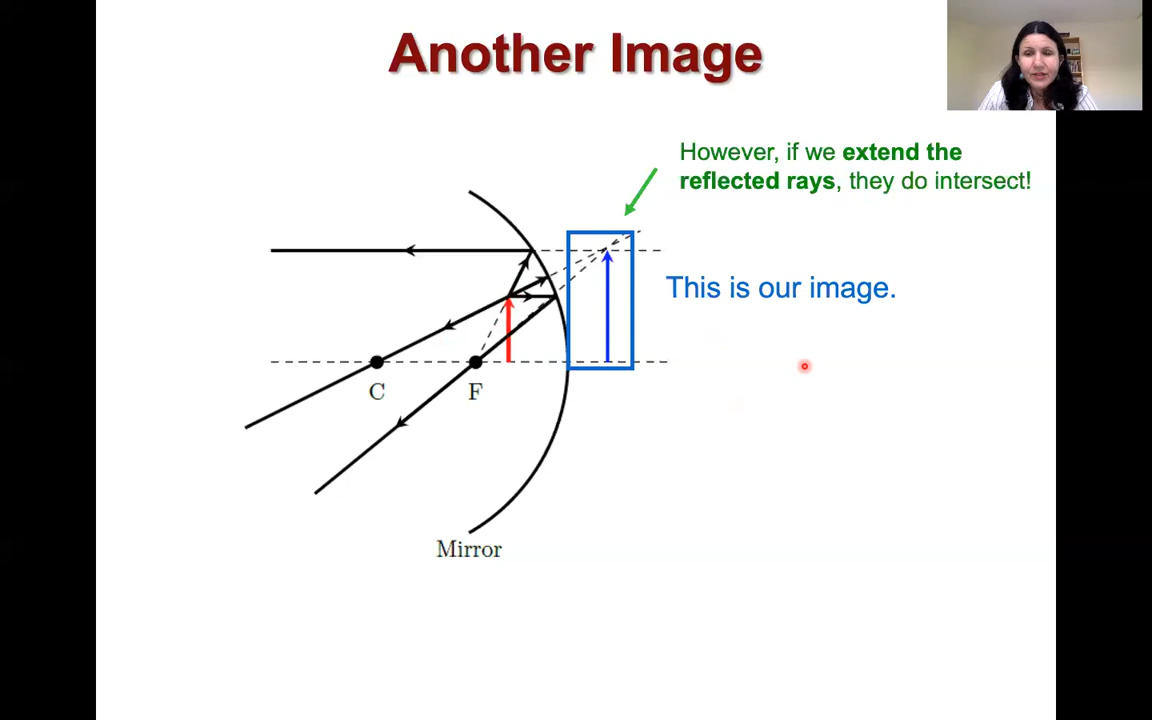 Another Image
However, if we extend the
reflected rays, they do intersect!
This is our image.
C
F
Mirror